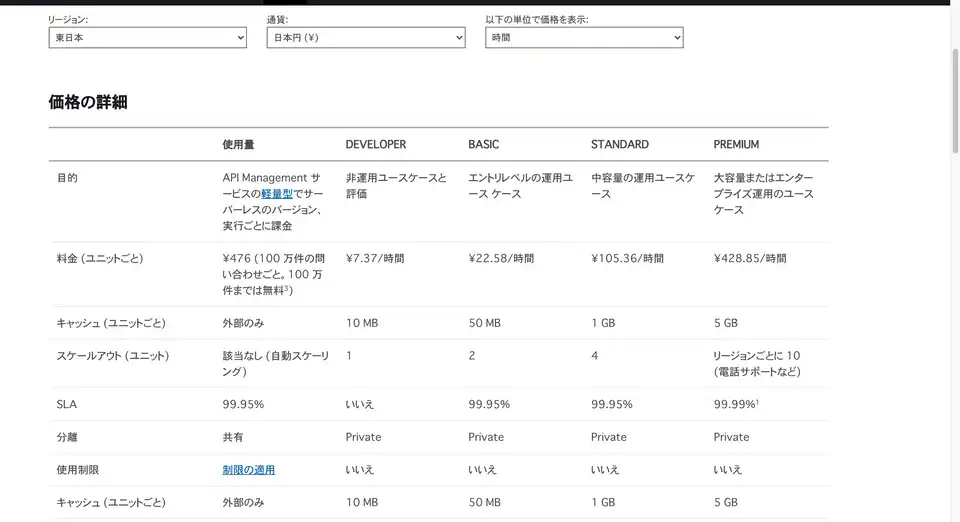 リージョン: 通貨: 以下の単位で価格を表示:
東日本 日本円 (¥) 時間
価格の詳細
使用量 DEVELOPER BASIC STANDARD PREMIUM
目的 API Management サ 非運用ユースケースと エントリレベルの運用ユ 中容量の運用ユースケ 大容量またはエンター
ービスの軽量型でサー 評価 ース ケース ース プライズ運用のユース
バーレスのバージョン、 ケース
実行ごとに課金
料金 (ユニットごと) ¥476 (100 万件の問 ¥7.37/時間 ¥22.58/時間 ¥105.36/時間 ¥428.85/時間
い合わせごと。100 万
件までは無料³)
キャッシュ (ユニットごと) 外部のみ 10 MB 50 MB 1 GB 5 GB
スケールアウト (ユニット) 該当なし (自動スケーリ 1 2 4 リージョンごとに 10
ング) (電話サポートなど)
SLA 99.95% いいえ 99.95% 99.95% 99.99%¹
分離 共有 Private Private Private Private
使用制限 制限の適用 いいえ いいえ いいえ いいえ
キャッシュ (ユニットごと) 外部のみ 10 MB 50 MB 1 GB 5 GB